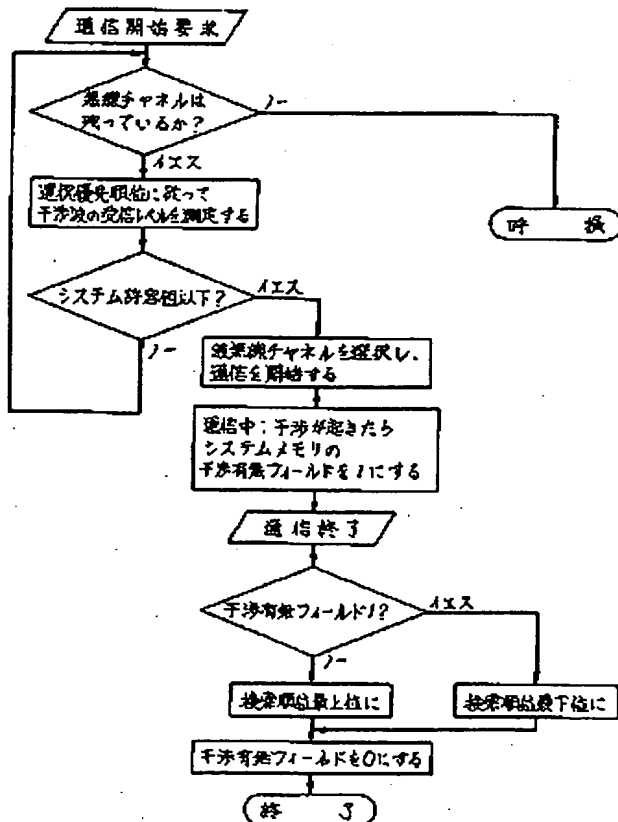 通信開始要求
無線チャネルは
残っているか?
ノー
イエス
選択優先順位に従って
干渉波の受信レベルを測定する
呼 損
システム許容値以下?
イエス
ノー
該無線チャネルを選択し、
通信を開始する
通信中:干渉が起きたら
システムメモリの
干渉有無フィールドを1にする
通信終了
干渉有無フィールド1?
イエス
ノー
検索順位最上位に
検索順位最下位に
干渉有無フィールドを0にする
終 了